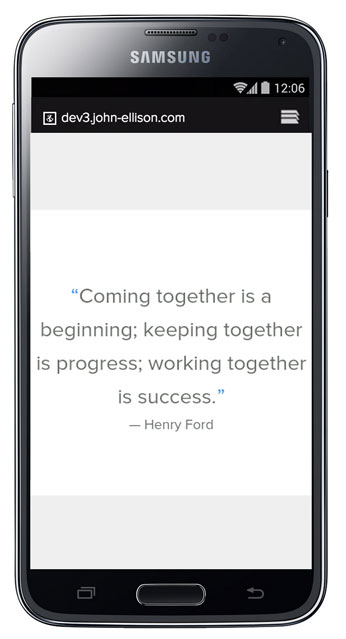 SAMSUNG
12:06
dev3.john-ellison.com
“Coming together is a
beginning; keeping together
is progress; working together
is success.”
— Henry Ford